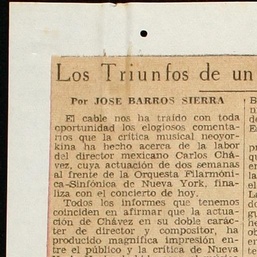 Los Triunfos de un
Por JOSE BARROS SIERRA
El cable nos ha traído con toda
oportunidad los elogiosos comenta-
rios que la crítica musical neoyor-
kina ha hecho acerca de la labor
del director mexicano Carlos Chá-
vez, cuya actuación de dos semanas
al frente de la Orquesta Filarmóni-
ca-Sinfónica de Nueva York, fina-
liza con el concierto de hoy.
Todos los informes que tenemos
coinciden en afirmar que la actua-
ción de Chávez en su doble carác-
ter de director y compositor, ha
producido magnífica impresión en-
tre el público y la crítica de Nueva